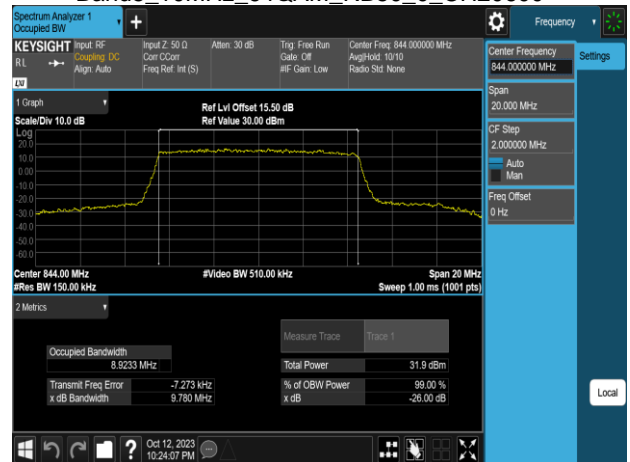 Spectrum Analyzer 1
Occupied BW
Frequency
KEYSIGHT
Input: RF
Input Z: 50 Ω
Atten: 30 dB
Trig: Free Run
Center Freq: 844.000000 MHz
RL
Coupling: DC
Corr CCorr
Gate: Off
Avg|Hold: 10/10
Align: Auto
Freq Ref: Int (S)
#IF Gain: Low
Radio Std: None
LXI
Center Frequency
844.000000 MHz
Settings
Span
20.000 MHz
CF Step
2.000000 MHz
Auto
Man
Freq Offset
0 Hz
Local
1 Graph
Ref Lvl Offset 15.50 dB
Scale/Div 10.0 dB
Ref Value 30.00 dBm
Log
20.0
10.0
0.00
-10.0
-20.0
-30.0
-40.0
-50.0
-60.0
Center 844.00 MHz
#Video BW 510.00 kHz
Span 20 MHz
#Res BW 150.00 kHz
Sweep 1.00 ms (1001 pts)
2 Metrics
Measure Trace
Trace 1
Occupied Bandwidth
8.9233 MHz
Total Power
31.9 dBm
Transmit Freq Error
-7.273 kHz
% of OBW Power
99.00 %
x dB Bandwidth
9.780 MHz
x dB
-26.00 dB
Oct 12, 2023
10:24:07 PM